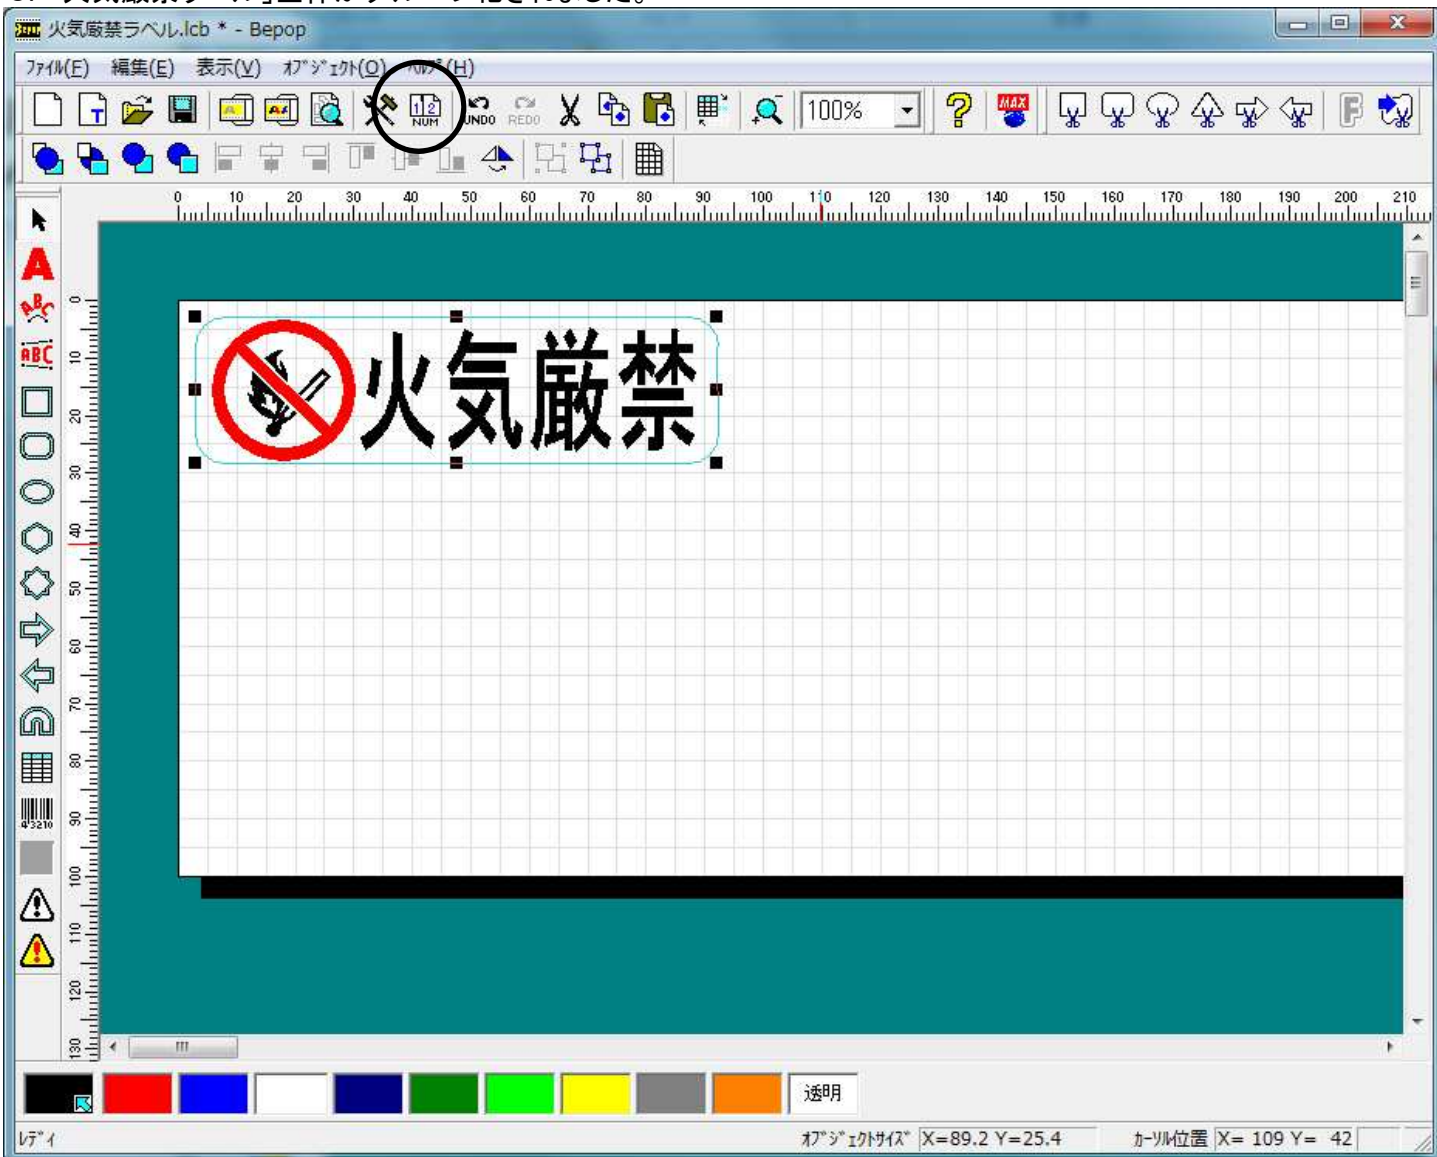 火気厳禁ラベル.lcb * - Bepop
ﾌｧｲﾙ(F) 編集(E) 表示(V) ｵﾌﾞｼﾞｪｸﾄ(O) ﾍﾙﾌﾟ(H)
1 2 NUM UNDO REDO 100% ? MAX F
0 10 20 30 40 50 60 70 80 90 100 110 120 130 140 150 160 170 180 190 200 210
A
ABC
ABC
火気厳禁
0
10
20
30
40
50
60
70
80
90
100
110
120
130
43210
透明
ﾚﾃﾞｨ ｵﾌﾞｼﾞｪｸﾄｻｲｽﾞ X=89.2 Y=25.4 ｶｰｿﾙ位置 X= 109 Y= 42